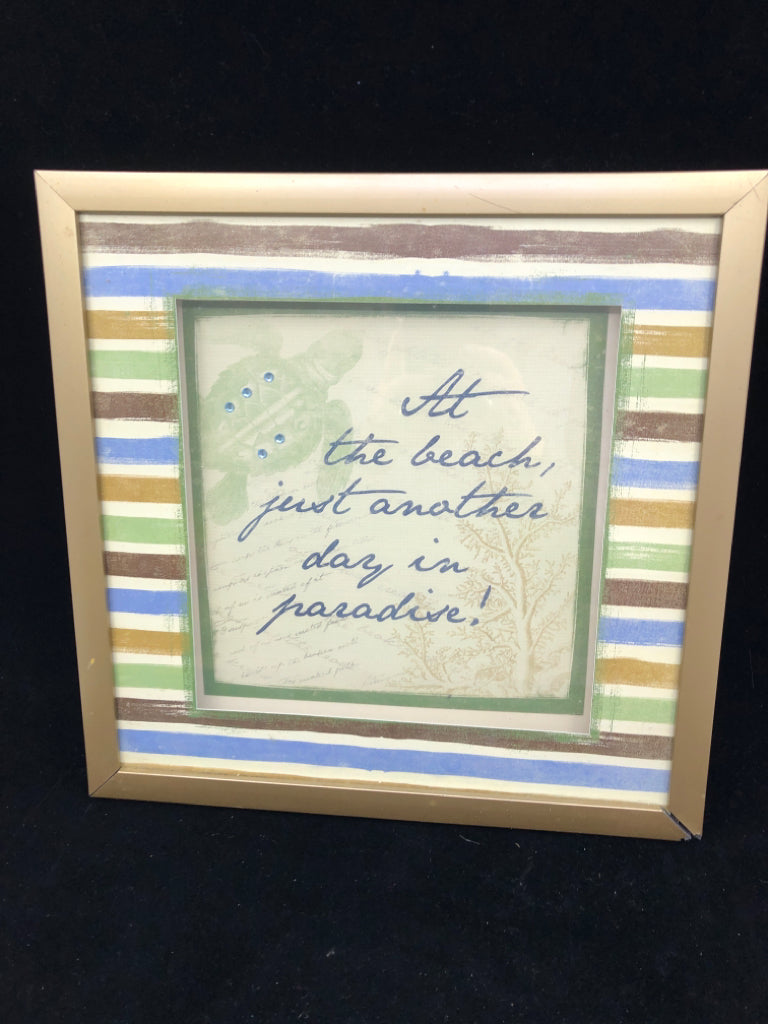 At
the beach,
just another
day in
paradise!